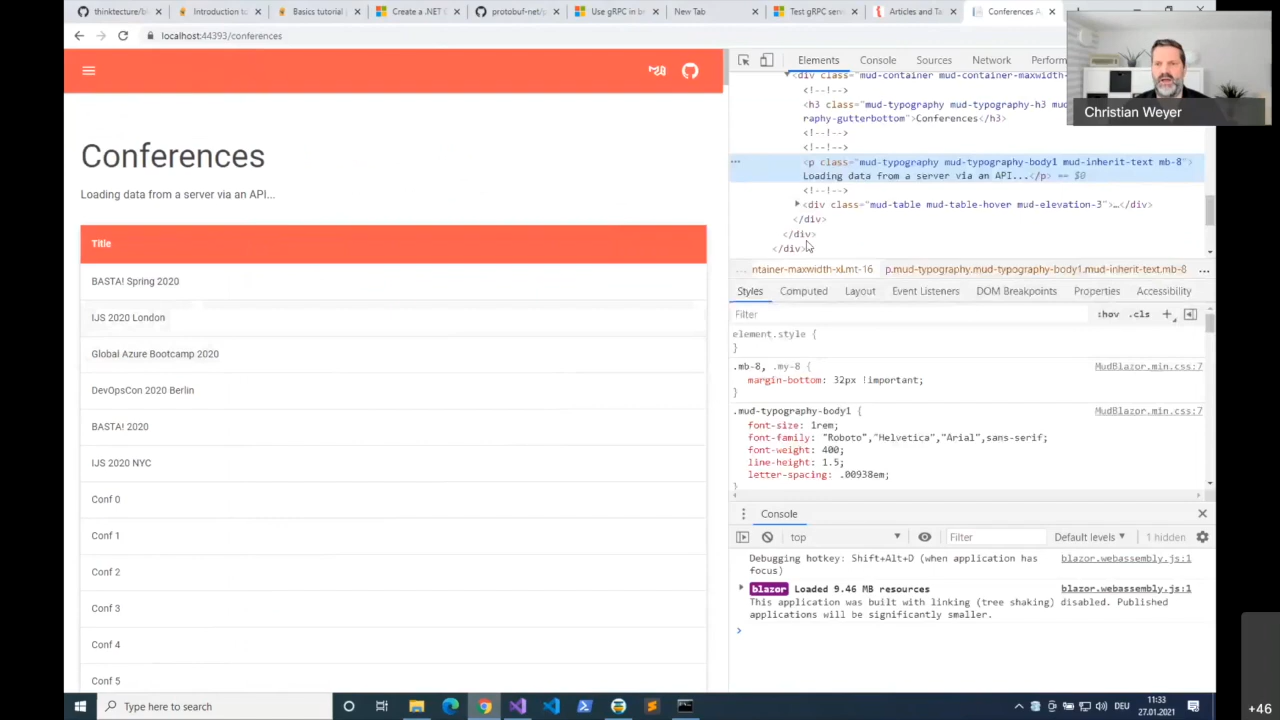 thinktecture/b
Introduction to
Basics tutorial
Create a .NET C
protobuf-net/p
Use gRPC in b
New Tab
Test gRPC serv
Articles and Ta
Conferences A
localhost:44393/conferences
Elements
Console
Sources
Network
Perform
<div class="mud-container mud-container-maxwidth-
<!--!-->
<h3 class="mud-typography mud-typography-h3 mud
raphy-gutterbottom">Conferences</h3>
<!--!-->
<!--!-->
<p class="mud-typography mud-typography-body1 mud-inherit-text mb-8">
Loading data from a server via an API...</p> == $0
<!--!-->
<div class="mud-table mud-table-hover mud-elevation-3">…</div>
</div>
</div>
</div>
Christian Weyer
Conferences
Loading data from a server via an API...
Title
BASTA! Spring 2020
IJS 2020 London
Global Azure Bootcamp 2020
DevOpsCon 2020 Berlin
BASTA! 2020
IJS 2020 NYC
Conf 0
Conf 1
Conf 2
Conf 3
Conf 4
Conf 5
... ntainer-maxwidth-xl.mt-16 p.mud-typography.mud-typography-body1.mud-inherit-text.mb-8 ...
Styles Computed Layout Event Listeners DOM Breakpoints Properties Accessibility
Filter :hov .cls +
element.style {
}
.mb-8, .my-8 { MudBlazor.min.css:7
margin-bottom: 32px !important;
}
.mud-typography-body1 { MudBlazor.min.css:7
font-size: 1rem;
font-family: "Roboto","Helvetica","Arial",sans-serif;
font-weight: 400;
line-height: 1.5;
letter-spacing: .00938em;
}
Console
top Filter Default levels 1 hidden
Debugging hotkey: Shift+Alt+D (when application has blazor.webassembly.js:1
focus)
blazor Loaded 9.46 MB resources blazor.webassembly.js:1
This application was built with linking (tree shaking) disabled. Published
applications will be significantly smaller.
Type here to search
DEU
11:33
27.01.2021
+46